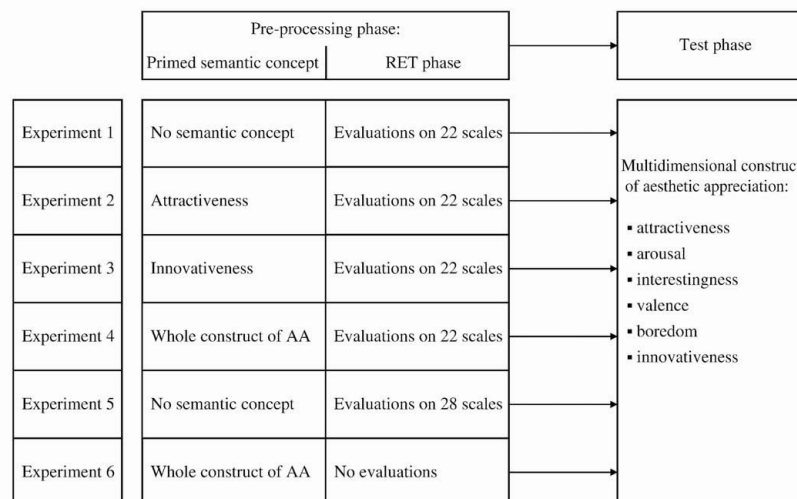 Pre-processing phase:
Primed semantic concept
RET phase
Test phase
Experiment 1
No semantic concept
Evaluations on 22 scales
Experiment 2
Attractiveness
Evaluations on 22 scales
Experiment 3
Innovativeness
Evaluations on 22 scales
Experiment 4
Whole construct of AA
Evaluations on 22 scales
Experiment 5
No semantic concept
Evaluations on 28 scales
Experiment 6
Whole construct of AA
No evaluations
Multidimensional construct
of aesthetic appreciation:
▪ attractiveness
▪ arousal
▪ interestingness
▪ valence
▪ boredom
▪ innovativeness